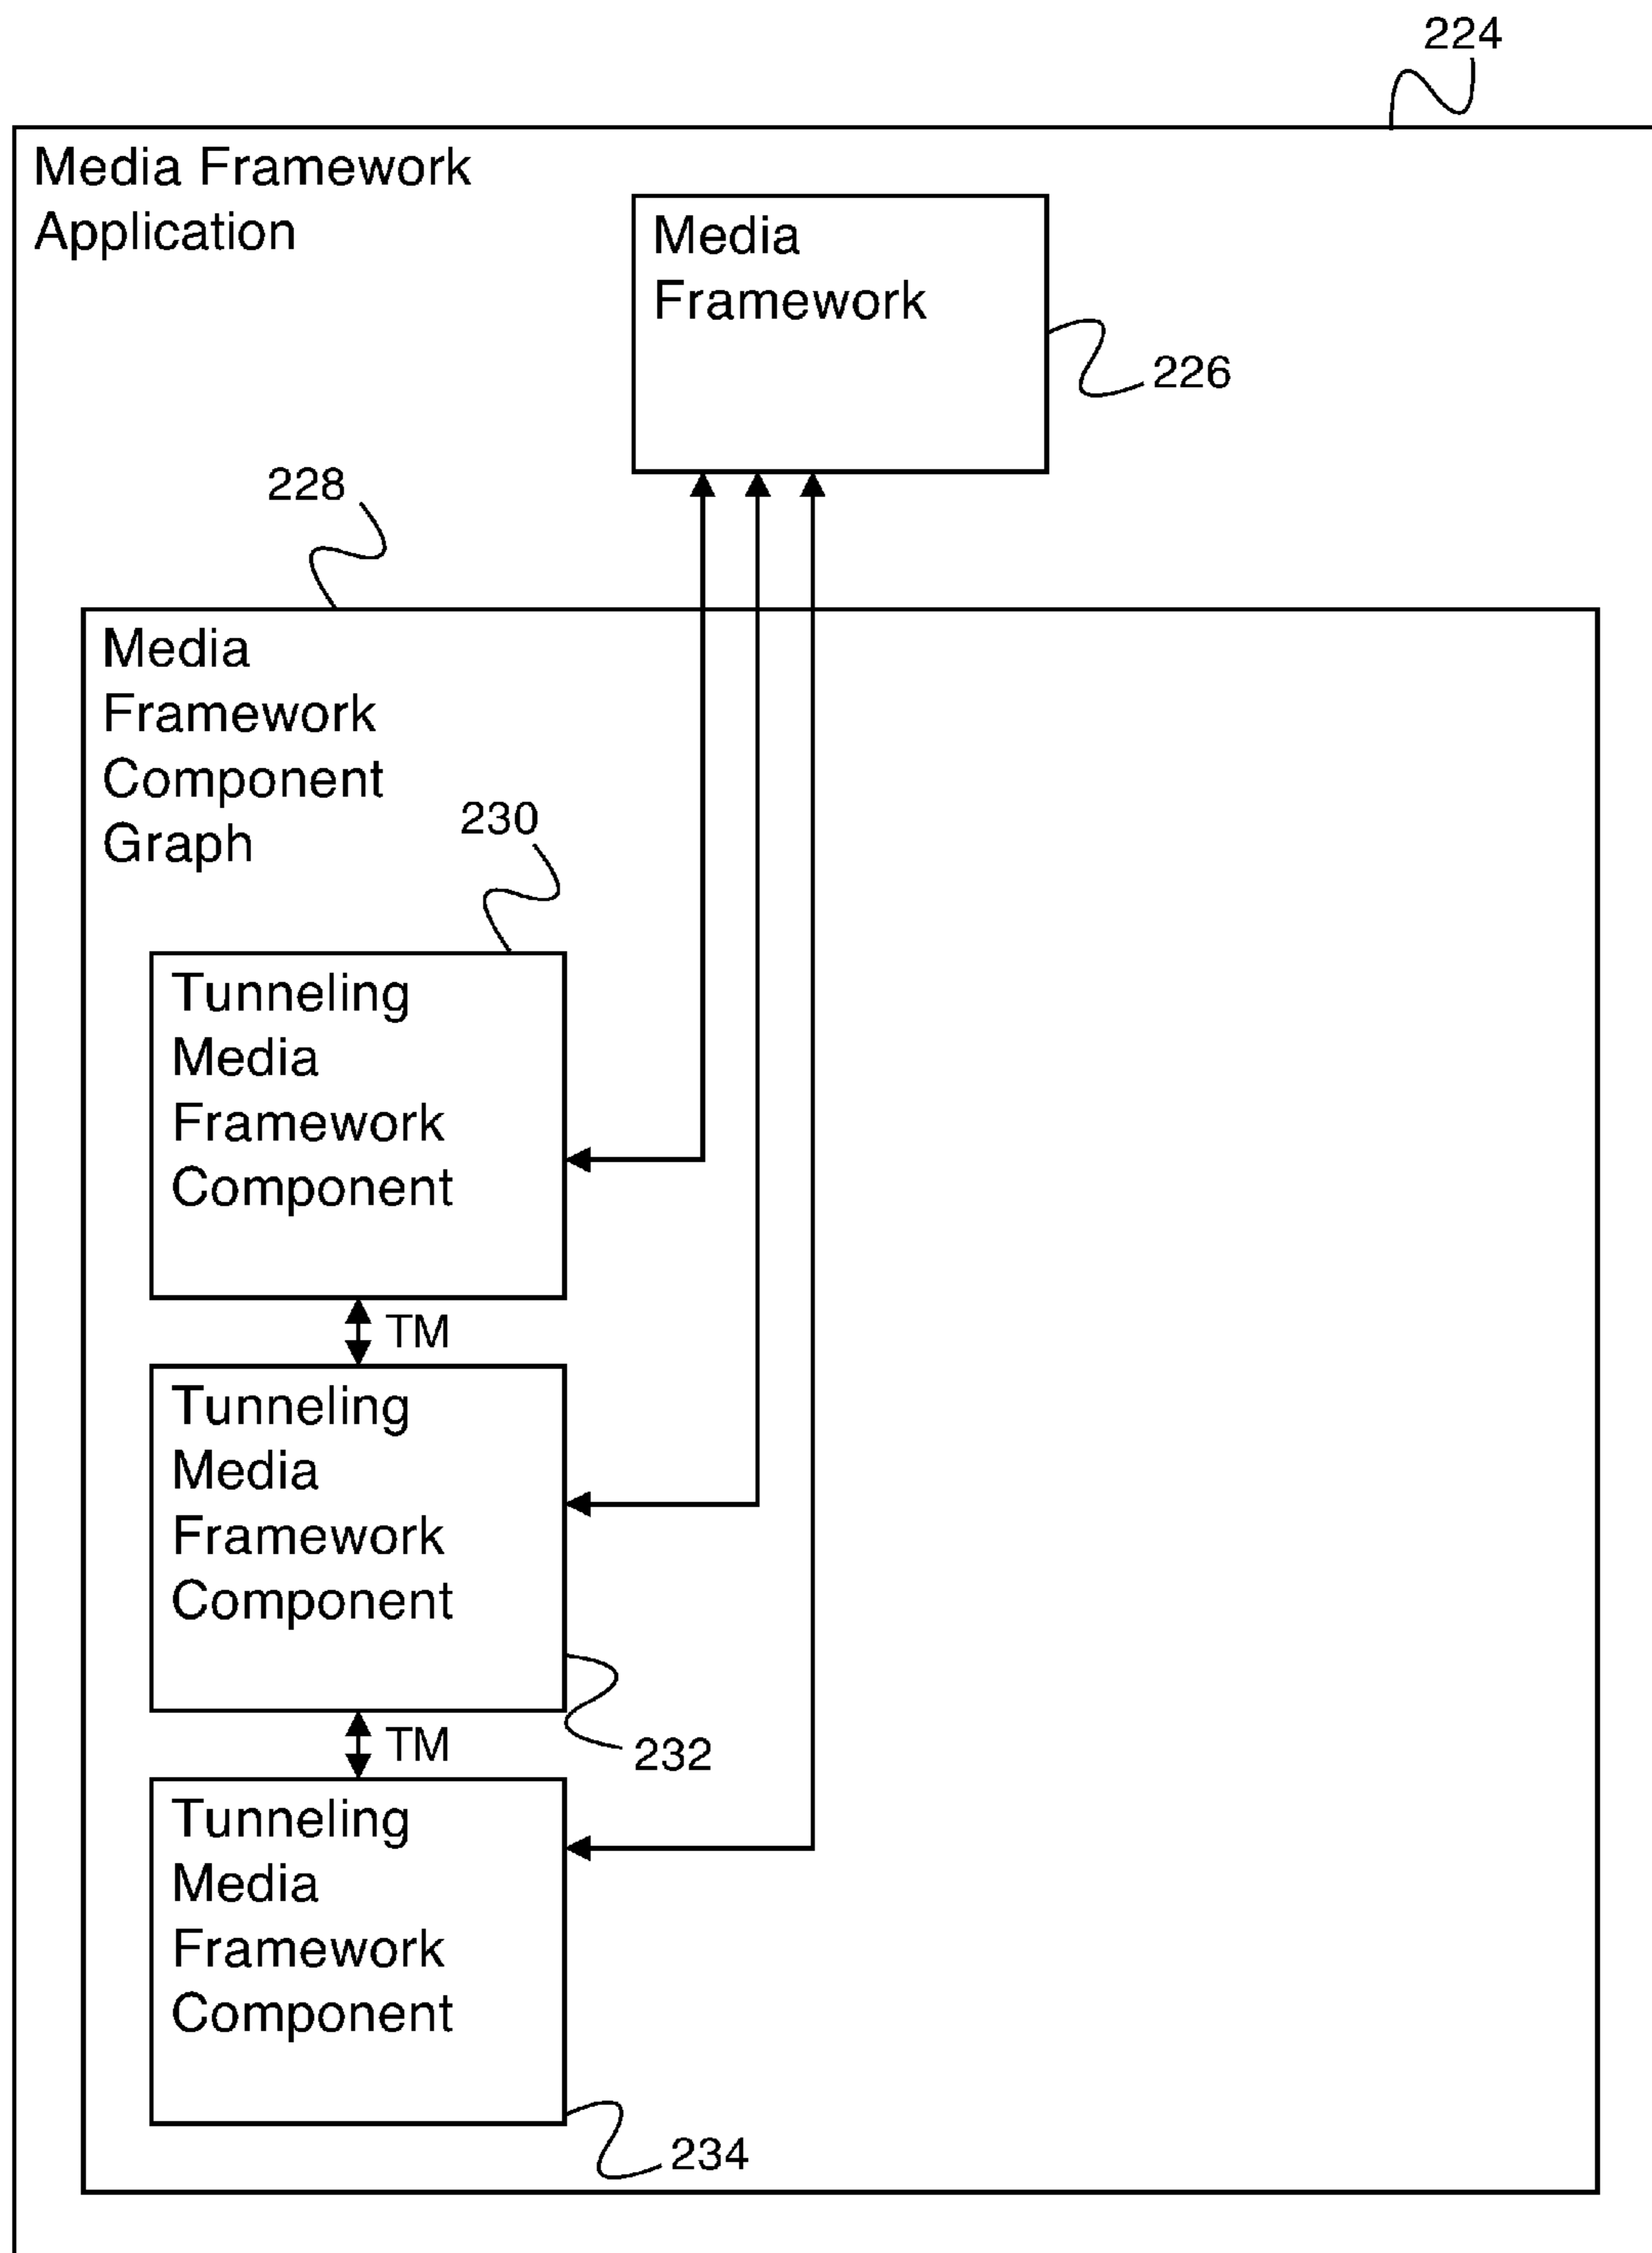 224
Media Framework
Application
Media
Framework
226
228
Media
Framework
Component
Graph
230
Tunneling
Media
Framework
Component
TM
Tunneling
Media
Framework
Component
232
TM
Tunneling
Media
Framework
Component
234